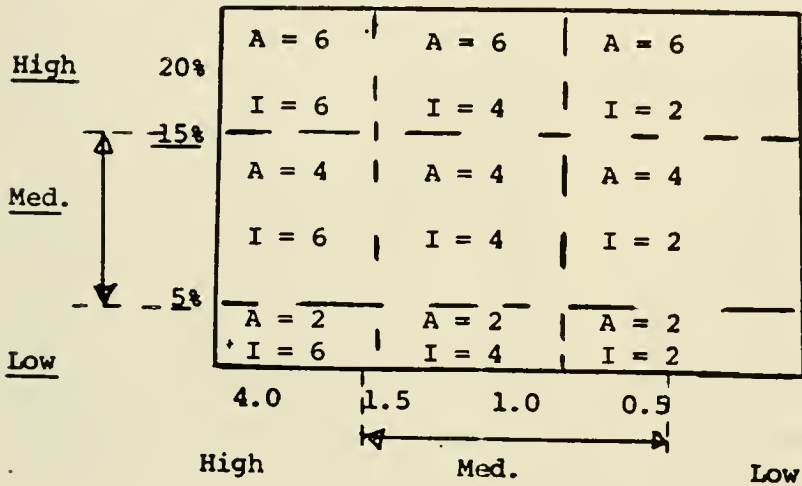 A = 6 A = 6 A = 6
High 20%
I = 6 I = 4 I = 2
15%
A = 4 A = 4 A = 4
Med.
I = 6 I = 4 I = 2
5%
A = 2 A = 2 A = 2
I = 6 I = 4 I = 2
Low
4.0 1.5 1.0 0.5
High Med. Low